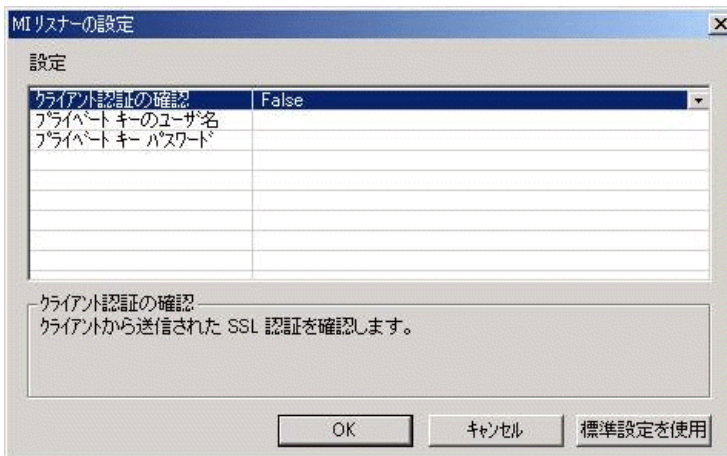 MIリスナーの設定
設定
クライアント認証の確認 False
プライベート キーのユーザ名
プライベート キー パスワード
クライアント認証の確認
クライアントから送信された SSL 認証を確認します。
OK キャンセル 標準設定を使用